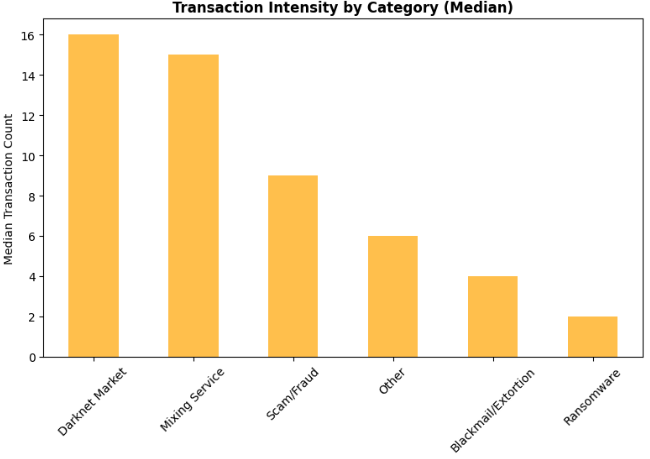 Transaction Intensity by Category (Median)
Median Transaction Count
16
14
12
10
8
6
4
2
0
Darknet Market
Mixing Service
Scam/Fraud
Other
Blackmail/Extortion
Ransomware